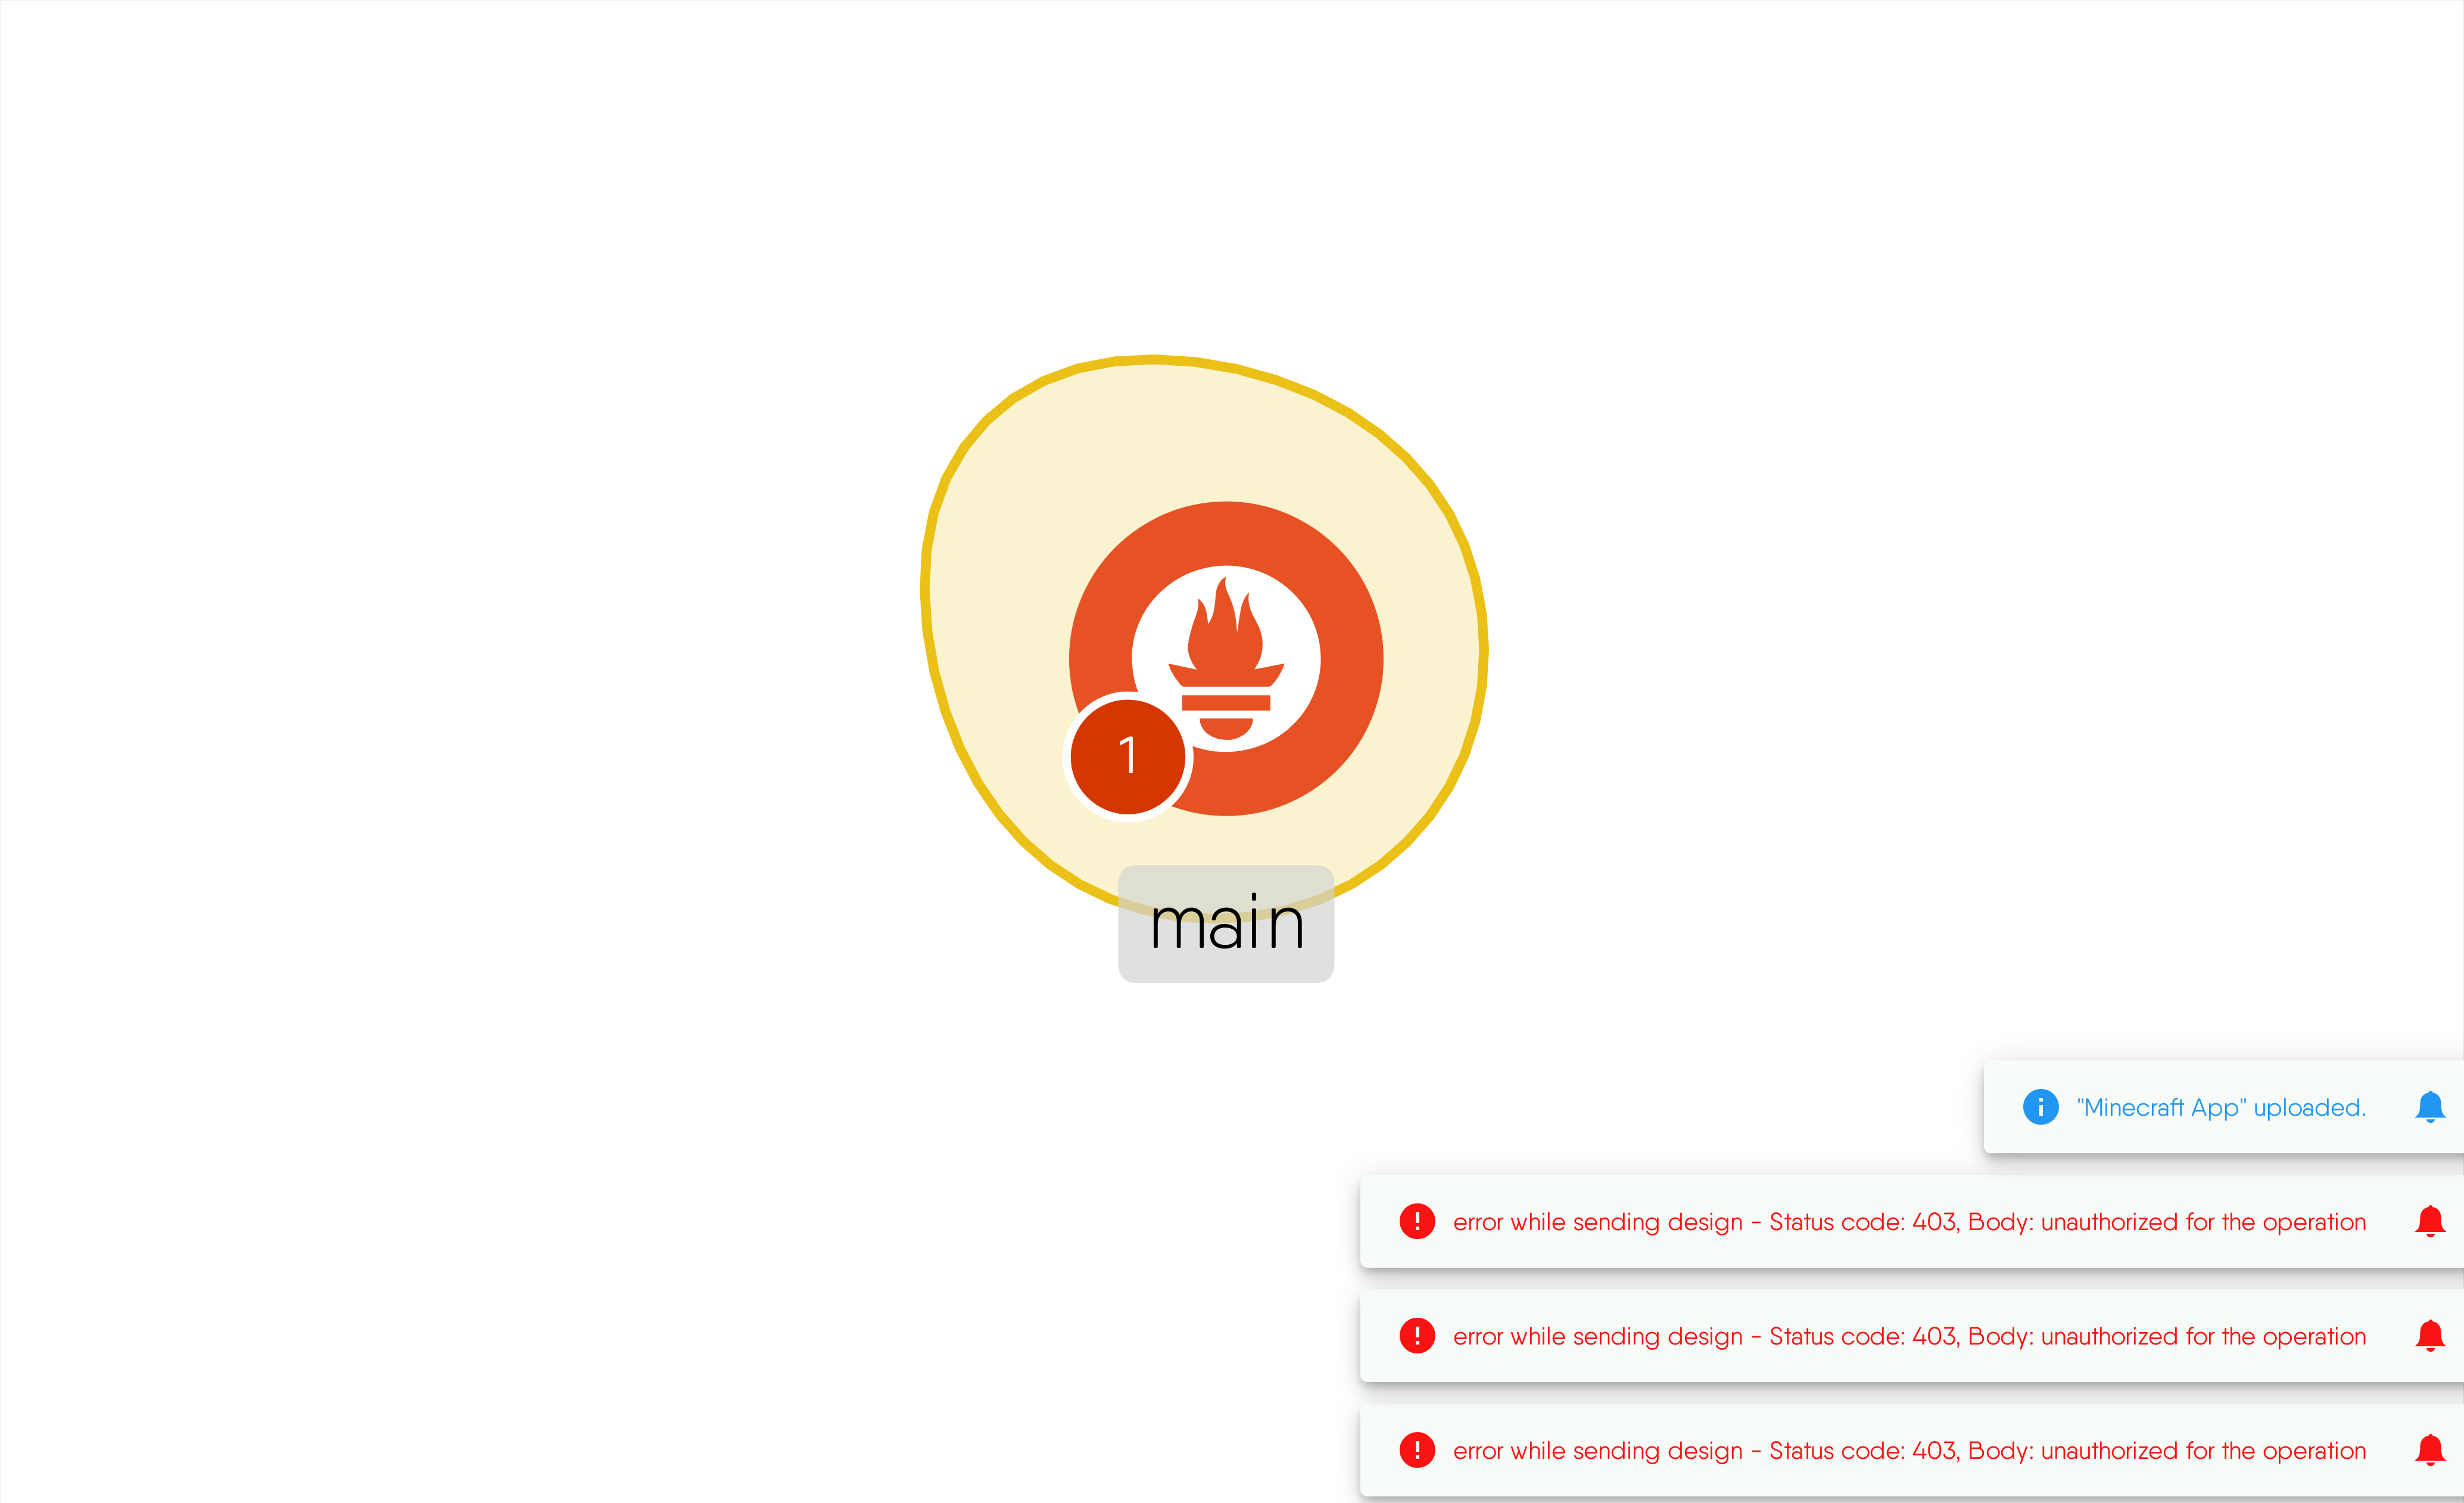 1
main
"Minecraft App" uploaded.
error while sending design - Status code: 403, Body: unauthorized for the operation
error while sending design - Status code: 403, Body: unauthorized for the operation
error while sending design - Status code: 403, Body: unauthorized for the operation